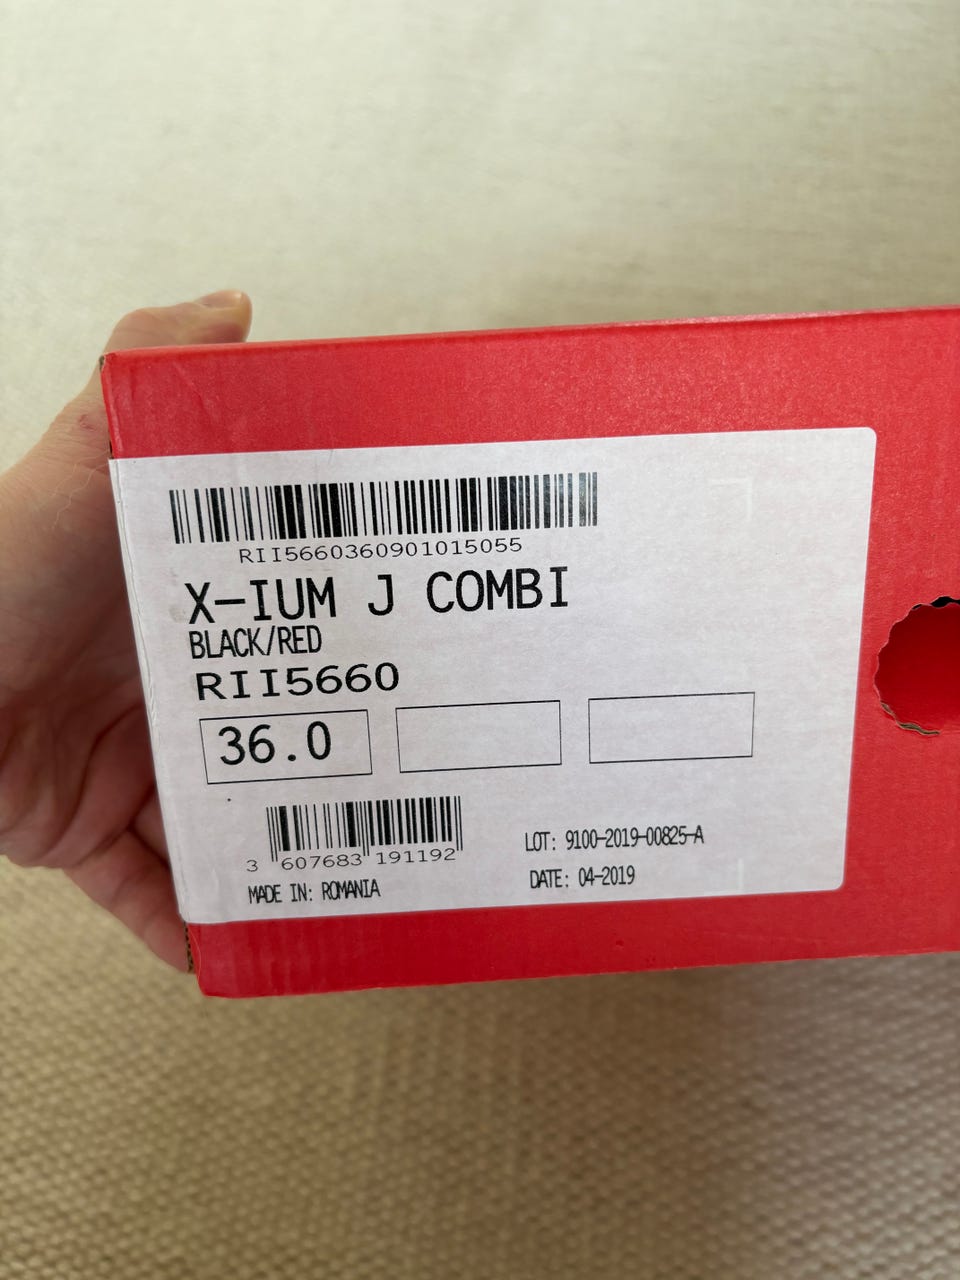 RII5660360901015055
X-IUM J COMBI
BLACK/RED
RII5660
36.0
3 607683 191192
LOT: 9100-2019-00825-A
MADE IN: ROMANIA
DATE: 04-2019